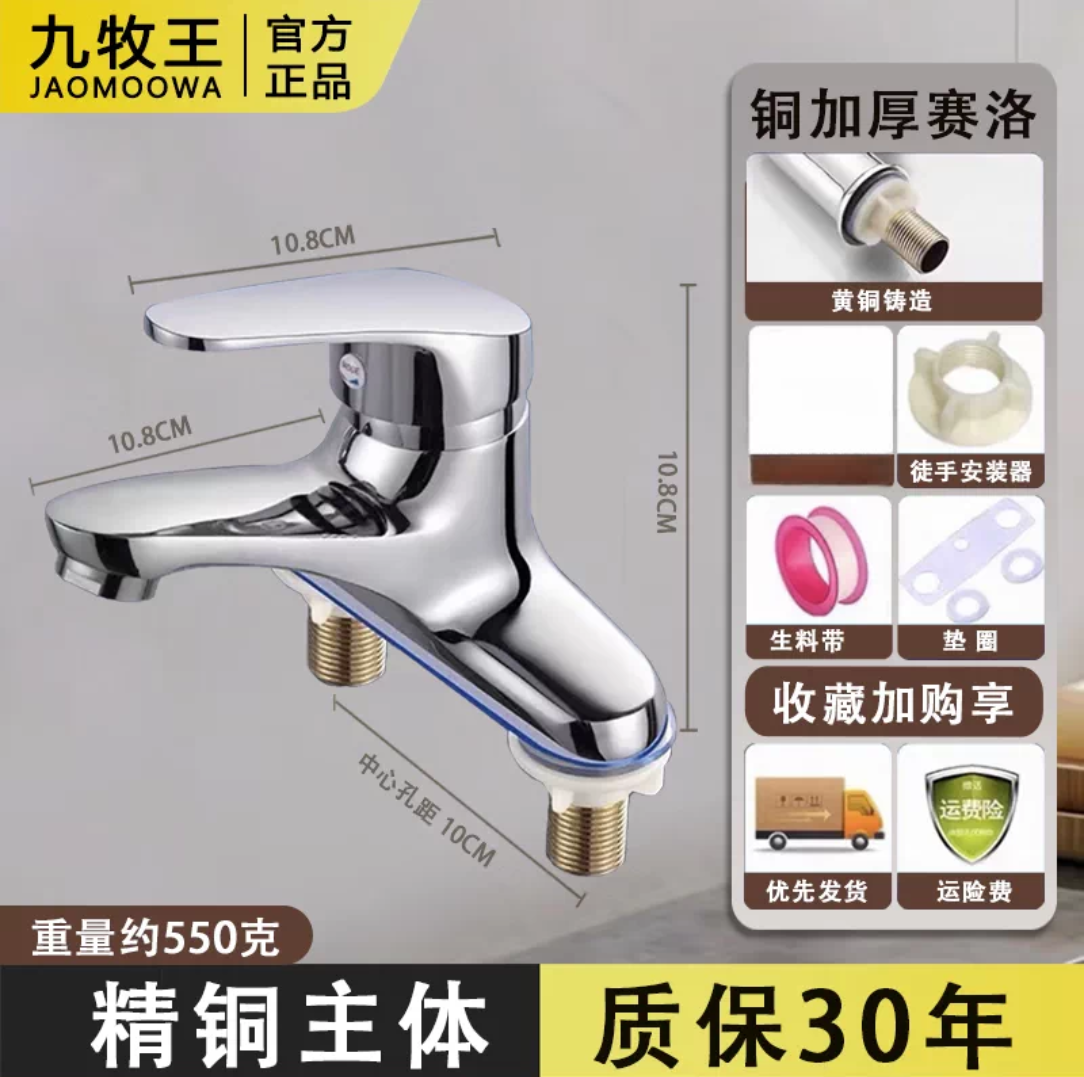 九牧王
JAOMOOWA
官方
正品
铜加厚赛洛
黄铜铸造
10.8CM
10.8CM
10.8CM
徒手安装器
生料带
垫圈
收藏加购享
中心孔距 10CM
运费险
优先发货
运险费
重量约550克
精铜主体
质保30年